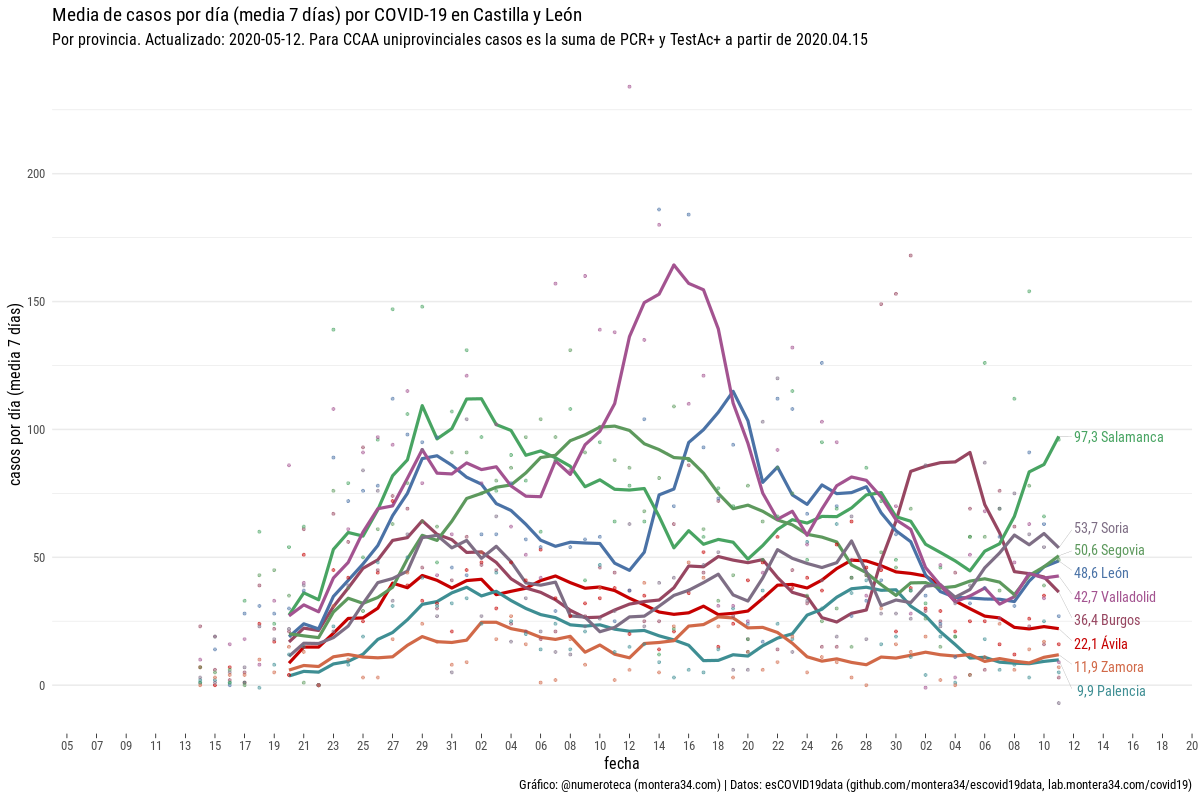 Media de casos por día (media 7 días) por COVID-19 en Castilla y León
Por provincia. Actualizado: 2020-05-12. Para CCAA uniprovinciales casos es la suma de PCR+ y TestAc+ a partir de 2020.04.15
casos por día (media 7 días)
200
150
100
50
0
97,3 Salamanca
53,7 Soria
50,6 Segovia
48,6 León
42,7 Valladolid
36,4 Burgos
22,1 Ávila
11,9 Zamora
9,9 Palencia
05 07 09 11 13 15 17 19 21 23 25 27 29 31 02 04 06 08 10 12 14 16 18 20 22 24 26 28 30 02 04 06 08 10 12 14 16 18 20
fecha
Gráfico: @numeroteca (montera34.com) | Datos: esCOVID19data (github.com/montera34/escovid19data, lab.montera34.com/covid19)